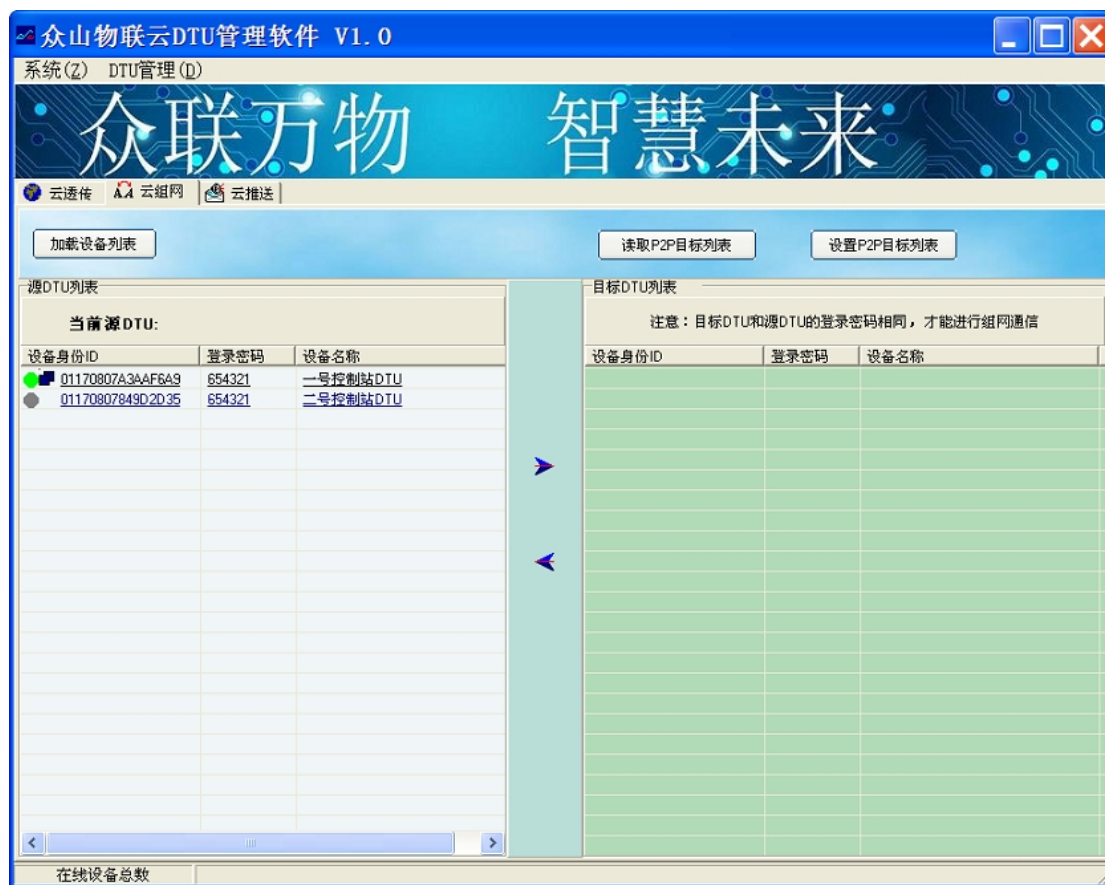 众山物联云DTU管理软件 V1.0
系统(Z) DTU管理(D)
众联万物 智慧未来
云透传 云组网 云推送
加载设备列表 读取P2P目标列表 设置P2P目标列表
源DTU列表
当前源DTU:
设备身份ID 登录密码 设备名称
01170807A3AAF6A9 654321 一号控制站DTU
01170807849D2D35 654321 二号控制站DTU
目标DTU列表
注意：目标DTU和源DTU的登录密码相同，才能进行组网通信
设备身份ID 登录密码 设备名称
在线设备总数